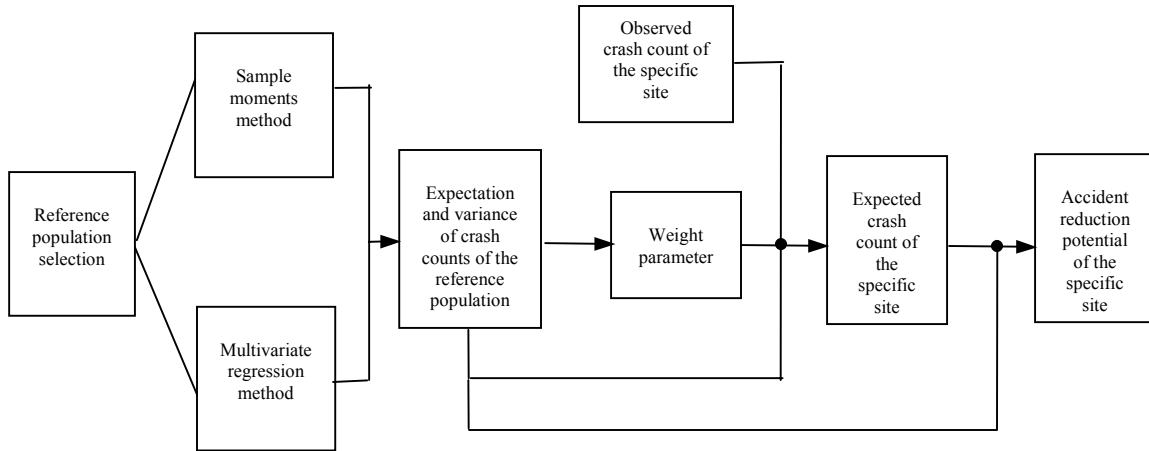 Reference
population
selection
Sample
moments
method
Multivariate
regression
method
Expectation
and variance
of crash
counts of the
reference
population
Observed
crash count of
the specific
site
Weight
parameter
Expected
crash
count of
the
specific
site
Accident
reduction
potential
of the
specific
site